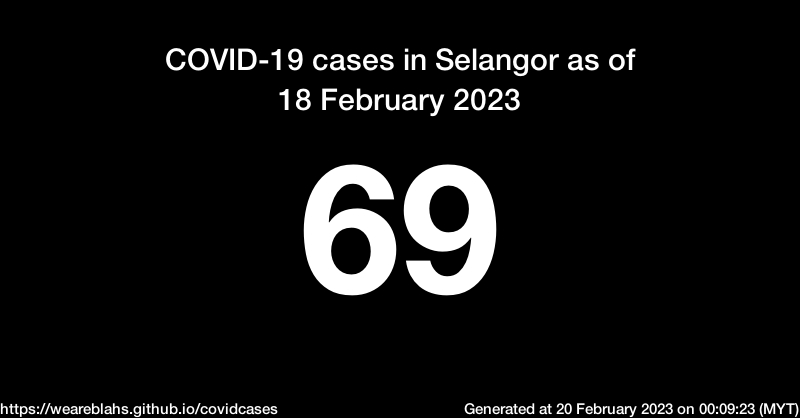 COVID-19 cases in Selangor as of
18 February 2023
69
https://weareblahs.github.io/covidcases
Generated at 20 February 2023 on 00:09:23 (MYT)